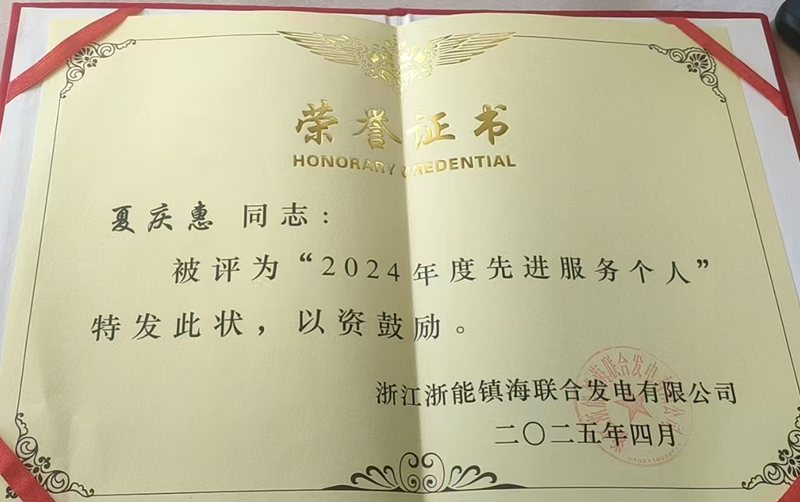 荣誉证书
HONORARY CREDENTIAL
夏庆惠 同志：
被评为“2024年度先进服务个人”
特发此状，以资鼓励。
浙江浙能镇海联合发电有限公司
二〇二五年四月